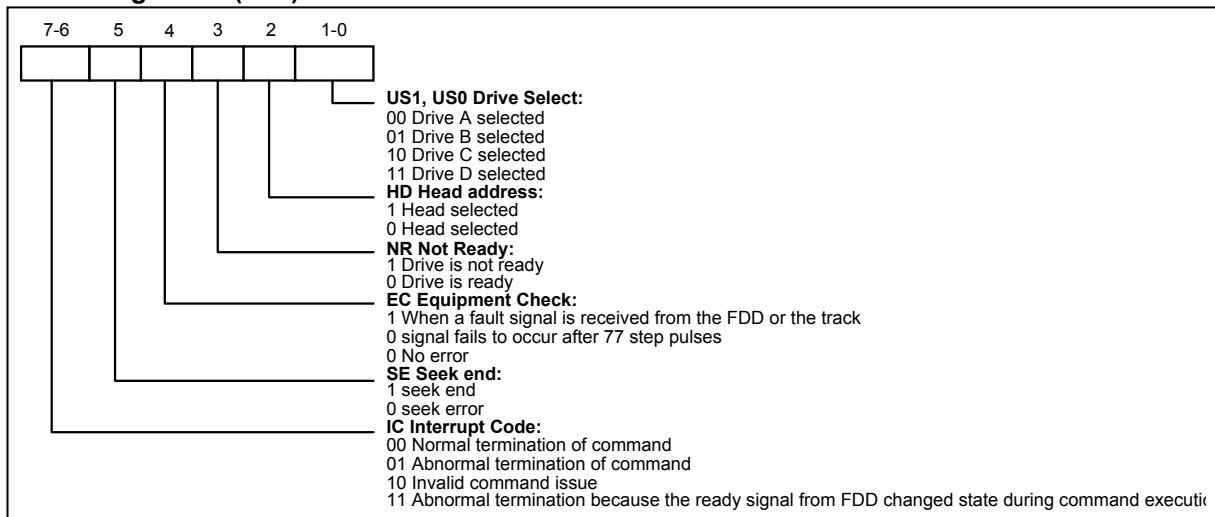 7-6 5 4 3 2 1-0
US1, US0 Drive Select:
00 Drive A selected
01 Drive B selected
10 Drive C selected
11 Drive D selected
HD Head address:
1 Head selected
0 Head selected
NR Not Ready:
1 Drive is not ready
0 Drive is ready
EC Equipment Check:
1 When a fault signal is received from the FDD or the track
0 signal fails to occur after 77 step pulses
0 No error
SE Seek end:
1 seek end
0 seek error
IC Interrupt Code:
00 Normal termination of command
01 Abnormal termination of command
10 Invalid command issue
11 Abnormal termination because the ready signal from FDD changed state during command